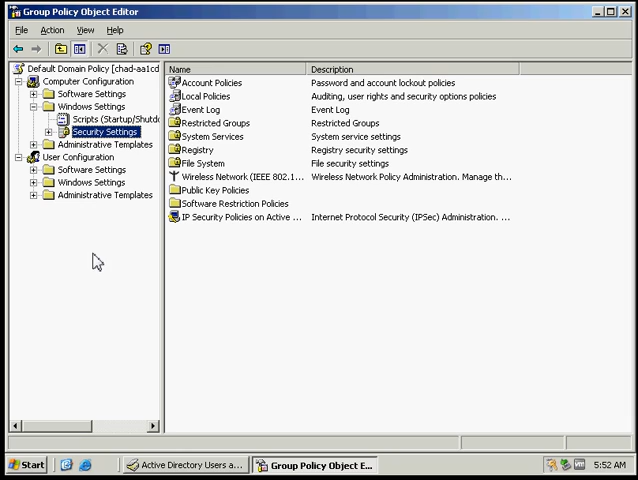 Group Policy Object Editor
File Action View Help
Default Domain Policy [chad-aa1cd
Computer Configuration
Software Settings
Windows Settings
Scripts (Startup/Shutdo
Security Settings
Administrative Templates
User Configuration
Software Settings
Windows Settings
Administrative Templates
Name Description
Account Policies Password and account lockout policies
Local Policies Auditing, user rights and security options policies
Event Log Event Log
Restricted Groups Restricted Groups
System Services System service settings
Registry Registry security settings
File System File security settings
Wireless Network (IEEE 802.1... Wireless Network Policy Administration. Manage th...
Public Key Policies
Software Restriction Policies
IP Security Policies on Active ... Internet Protocol Security (IPSec) Administration. ...
Start Active Directory Users a... Group Policy Object E... 5:52 AM